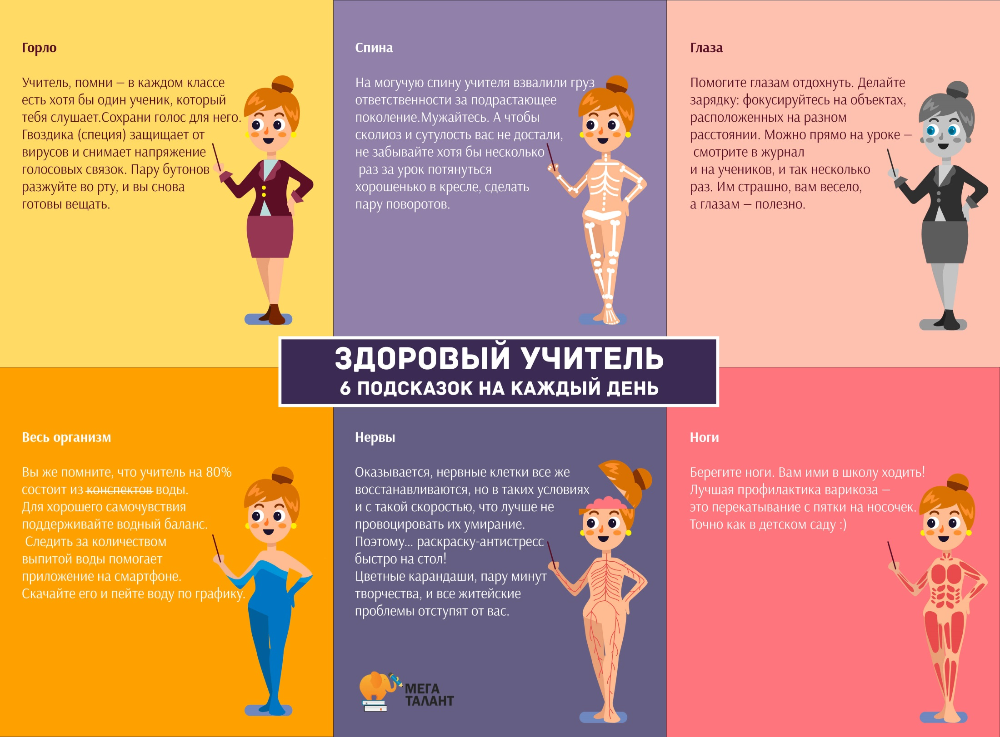 Горло
Учитель, помни — в каждом классе
есть хотя бы один ученик, который
тебя слушает.Сохрани голос для него.
Гвоздика (специя) защищает от
вирусов и снимает напряжение
голосовых связок. Пару бутонов
разжуйте во рту, и вы снова
готовы вещать.
Спина
На могучую спину учителя взвалили груз
ответственности за подрастающее
поколение.Мужайтесь. А чтобы
сколиоз и сутулость вас не достали,
не забывайте хотя бы несколько
раз за урок потянуться
хорошенько в кресле, сделать
пару поворотов.
Глаза
Помогите глазам отдохнуть. Делайте
зарядку: фокусируйтесь на объектах,
расположенных на разном
расстоянии. Можно прямо на уроке —
смотрите в журнал
и на учеников, и так несколько
раз. Им страшно, вам весело,
а глазам — полезно.
ЗДОРОВЫЙ УЧИТЕЛЬ
6 ПОДСКАЗОК НА КАЖДЫЙ ДЕНЬ
Весь организм
Вы же помните, что учитель на 80%
состоит из конспектов воды.
Для хорошего самочувствия
поддерживайте водный баланс.
Следить за количеством
выпитой воды помогает
приложение на смартфоне.
Скачайте его и пейте воду по графику.
Нервы
Оказывается, нервные клетки все же
восстанавливаются, но в таких условиях
и с такой скоростью, что лучше не
провоцировать их умирание.
Поэтому... раскраску-антистресс
быстро на стол!
Цветные карандаши, пару минут
творчества, и все житейские
проблемы отступят от вас.
МЕГА
ТАЛАНТ
Ноги
Берегите ноги. Вам ими в школу ходить!
Лучшая профилактика варикоза —
это перекатывание с пятки на носочек.
Точно как в детском саду :)